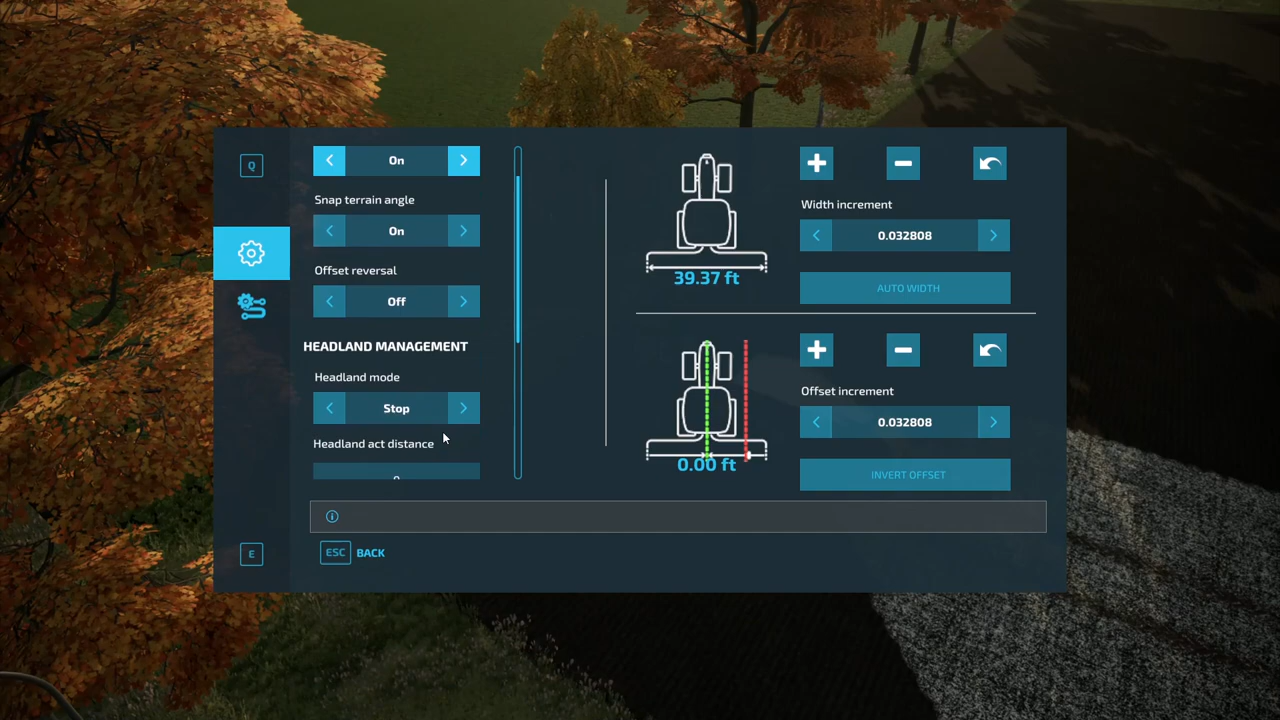 Q
On
Snap terrain angle
On
Offset reversal
Off
HEADLAND MANAGEMENT
Headland mode
Stop
Headland act distance
39.37 ft
Width increment
0.032808
AUTO WIDTH
0.00 ft
Offset increment
0.032808
INVERT OFFSET
E
ESC BACK